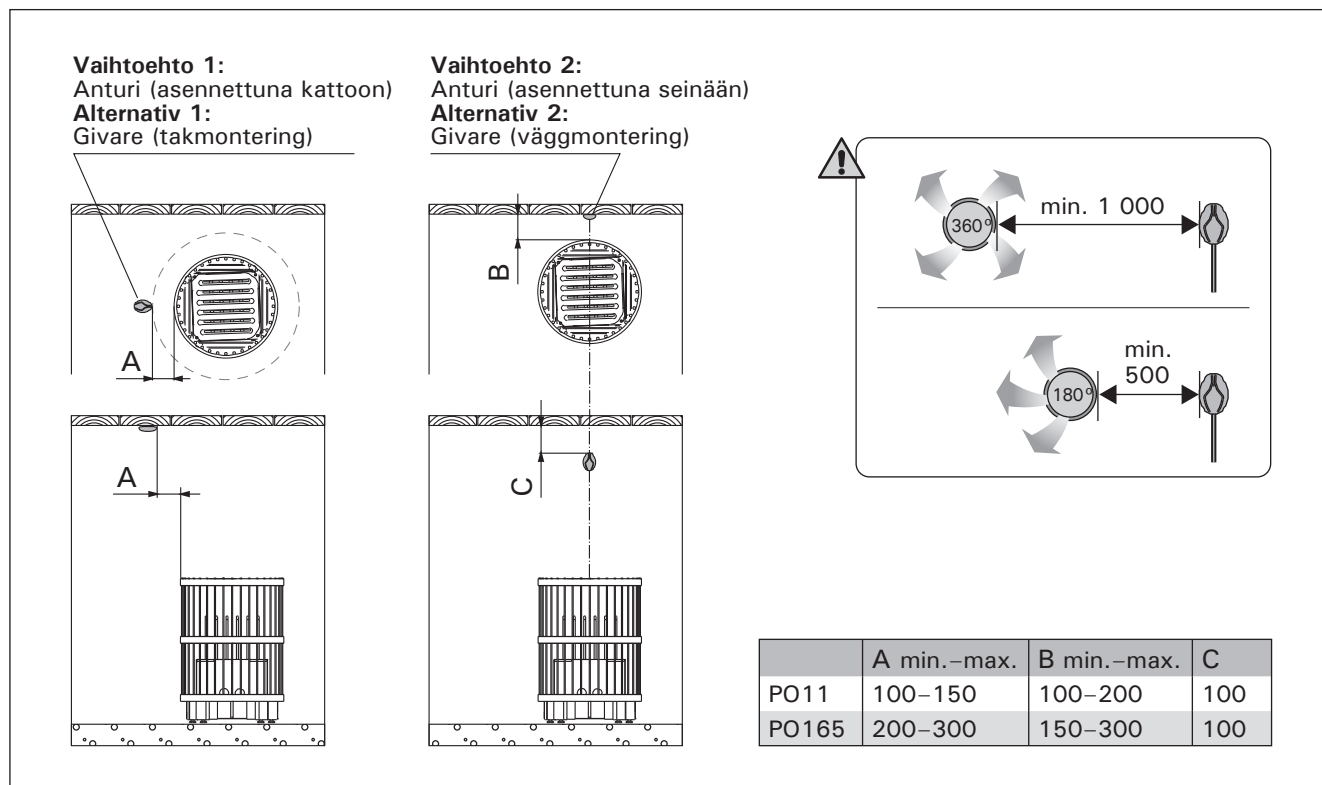 Vaihtoehto 1:
Anturi (asennettuna kattoon)
Alternativ 1:
Givare (takmontering)
Vaihtoehto 2:
Anturi (asennettuna seinään)
Alternativ 2:
Givare (väggmontering)
A
B
A
C
360°
min. 1 000
180°
min.
500
A min.–max. B min.–max. C
PO11 100–150 100–200 100
PO165 200–300 150–300 100